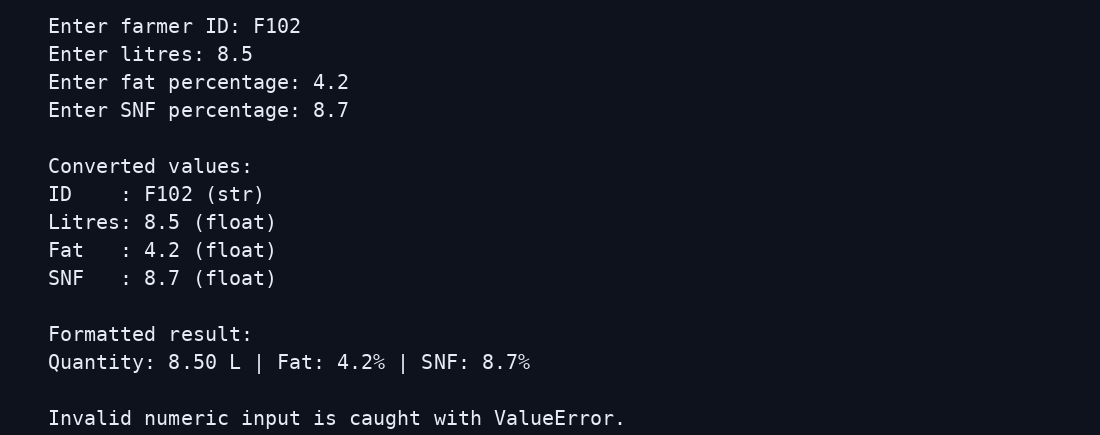 Enter farmer ID: F102
Enter litres: 8.5
Enter fat percentage: 4.2
Enter SNF percentage: 8.7

Converted values:
ID    : F102 (str)
Litres: 8.5 (float)
Fat   : 4.2 (float)
SNF   : 8.7 (float)

Formatted result:
Quantity: 8.50 L | Fat: 4.2% | SNF: 8.7%

Invalid numeric input is caught with ValueError.